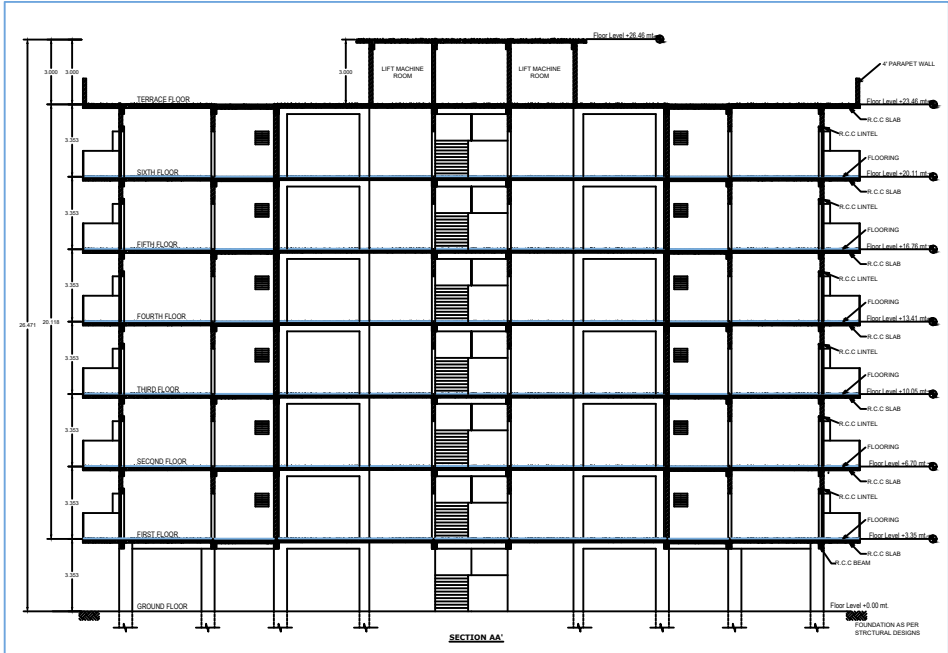 Floor Level +26.46 mt.
LIFT MACHINE
ROOM
LIFT MACHINE
ROOM
3.000
3.000
3.000
4' PARAPET WALL
TERRACE FLOOR
Floor Level +23.46 mt.
R.C.C SLAB
R.C.C LINTEL
3.353
FLOORING
SIXTH FLOOR
Floor Level +20.11 mt.
R.C.C SLAB
R.C.C LINTEL
3.353
FLOORING
FIFTH FLOOR
Floor Level +16.76 mt.
R.C.C SLAB
R.C.C LINTEL
3.353
FLOORING
FOURTH FLOOR
Floor Level +13.41 mt.
26.471
20.118
R.C.C SLAB
R.C.C LINTEL
3.353
FLOORING
THIRD FLOOR
Floor Level +10.05 mt.
R.C.C SLAB
R.C.C LINTEL
3.353
FLOORING
SECOND FLOOR
Floor Level +6.70 mt.
R.C.C SLAB
R.C.C LINTEL
3.353
FLOORING
FIRST FLOOR
Floor Level +3.35 mt.
R.C.C SLAB
R.C.C BEAM
3.353
GROUND FLOOR
Floor Level +0.00 mt.
FOUNDATION AS PER
STRCTURAL DESIGNS
SECTION AA'